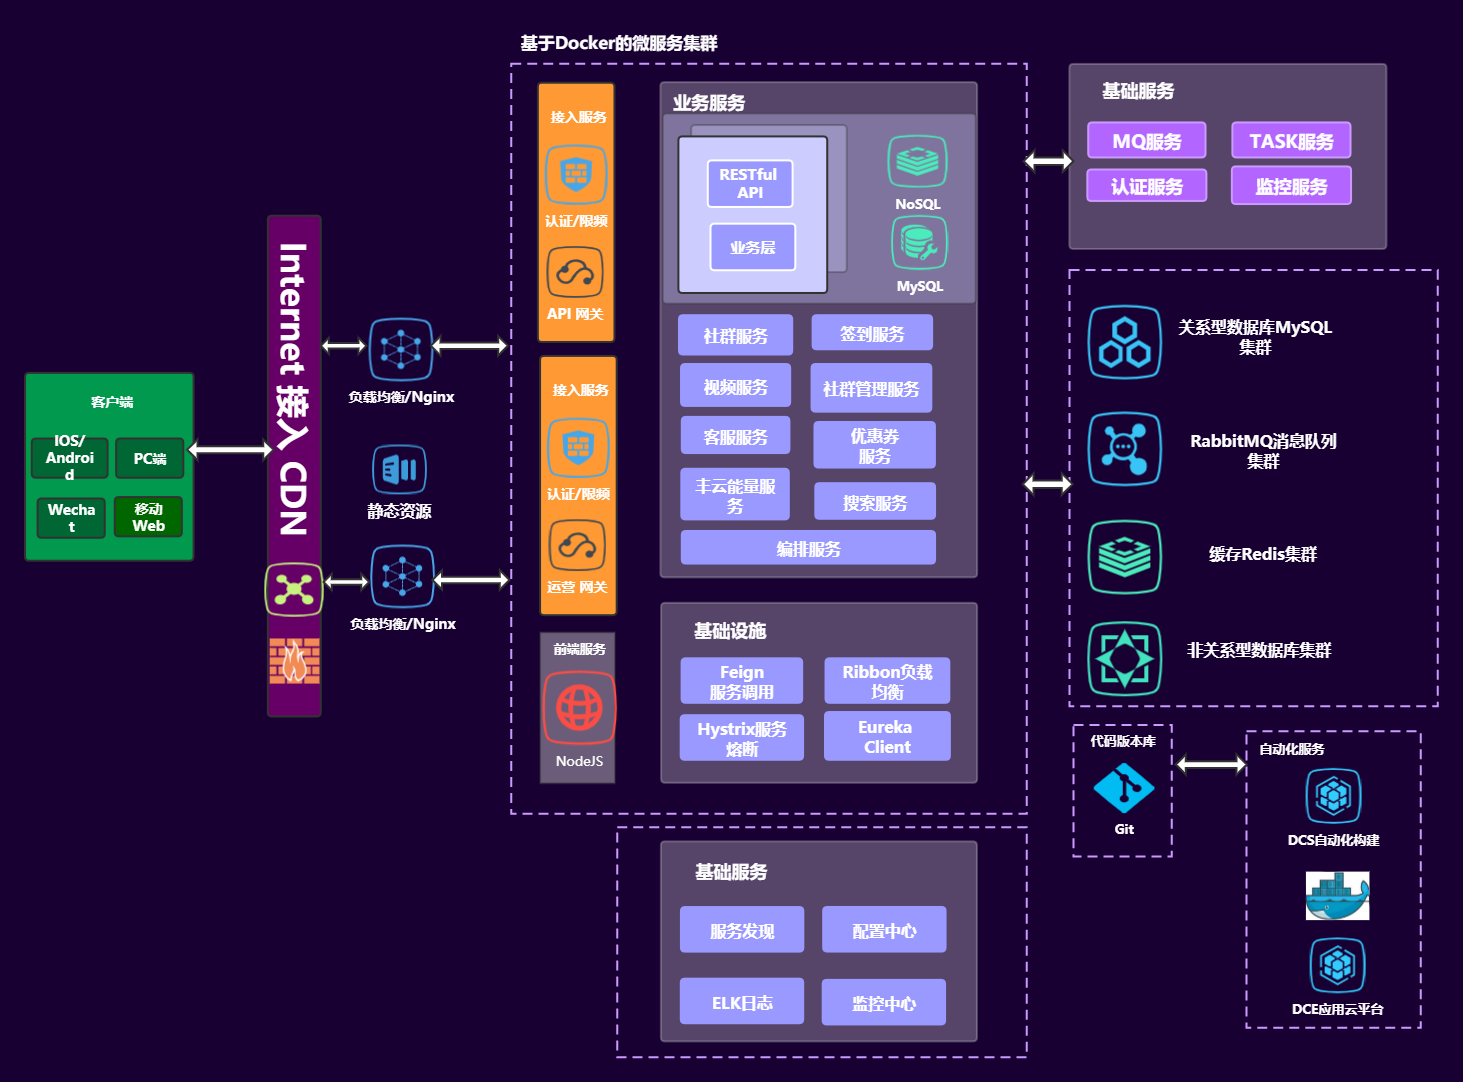 基于Docker的微服务集群
客户端
IOS/
Androi
d
PC端
Wecha
t
移动
Web
Internet 接入 CDN
负载均衡/Nginx
静态资源
负载均衡/Nginx
接入服务
认证/限频
API 网关
接入服务
认证/限频
运营 网关
前端服务
NodeJS
业务服务
RESTful
API
业务层
NoSQL
MySQL
社群服务
签到服务
视频服务
社群管理服务
客服服务
优惠券
服务
丰云能量服
务
搜索服务
编排服务
基础设施
Feign
服务调用
Ribbon负载
均衡
Hystrix服务
熔断
Eureka
Client
基础服务
服务发现
配置中心
ELK日志
监控中心
基础服务
MQ服务
TASK服务
认证服务
监控服务
关系型数据库MySQL
集群
RabbitMQ消息队列
集群
缓存Redis集群
非关系型数据库集群
代码版本库
Git
自动化服务
DCS自动化构建
DCE应用云平台